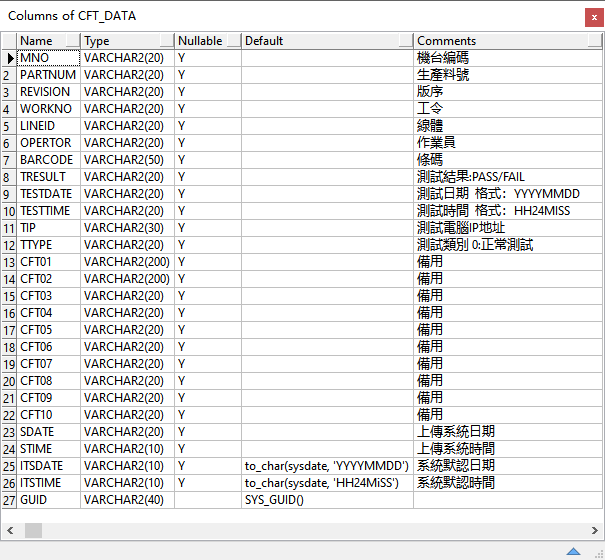 Columns of CFT_DATA
Name Type Nullable Default Comments
MNO VARCHAR2(20) Y 機台編碼
2 PARTNUM VARCHAR2(20) Y 生產料號
3 REVISION VARCHAR2(20) Y 版序
4 WORKNO VARCHAR2(20) Y 工令
5 LINEID VARCHAR2(20) Y 線體
6 OPERTOR VARCHAR2(20) Y 作業員
7 BARCODE VARCHAR2(50) Y 條碼
8 TRESULT VARCHAR2(20) Y 測試結果:PASS/FAIL
9 TESTDATE VARCHAR2(20) Y 測試日期 格式：YYYYMMDD
10 TESTTIME VARCHAR2(20) Y 測試時間 格式：HH24MISS
11 TIP VARCHAR2(30) Y 測試電腦IP地址
12 TTYPE VARCHAR2(20) Y 測試類別 0:正常測試
13 CFT01 VARCHAR2(200) Y 備用
14 CFT02 VARCHAR2(200) Y 備用
15 CFT03 VARCHAR2(20) Y 備用
16 CFT04 VARCHAR2(20) Y 備用
17 CFT05 VARCHAR2(20) Y 備用
18 CFT06 VARCHAR2(20) Y 備用
19 CFT07 VARCHAR2(20) Y 備用
20 CFT08 VARCHAR2(20) Y 備用
21 CFT09 VARCHAR2(20) Y 備用
22 CFT10 VARCHAR2(20) Y 備用
23 SDATE VARCHAR2(20) Y 上傳系統日期
24 STIME VARCHAR2(10) Y 上傳系統時間
25 ITSDATE VARCHAR2(10) Y to_char(sysdate, 'YYYYMMDD') 系統默認日期
26 ITSTIME VARCHAR2(10) Y to_char(sysdate, 'HH24MiSS') 系統默認時間
27 GUID VARCHAR2(40) SYS_GUID()